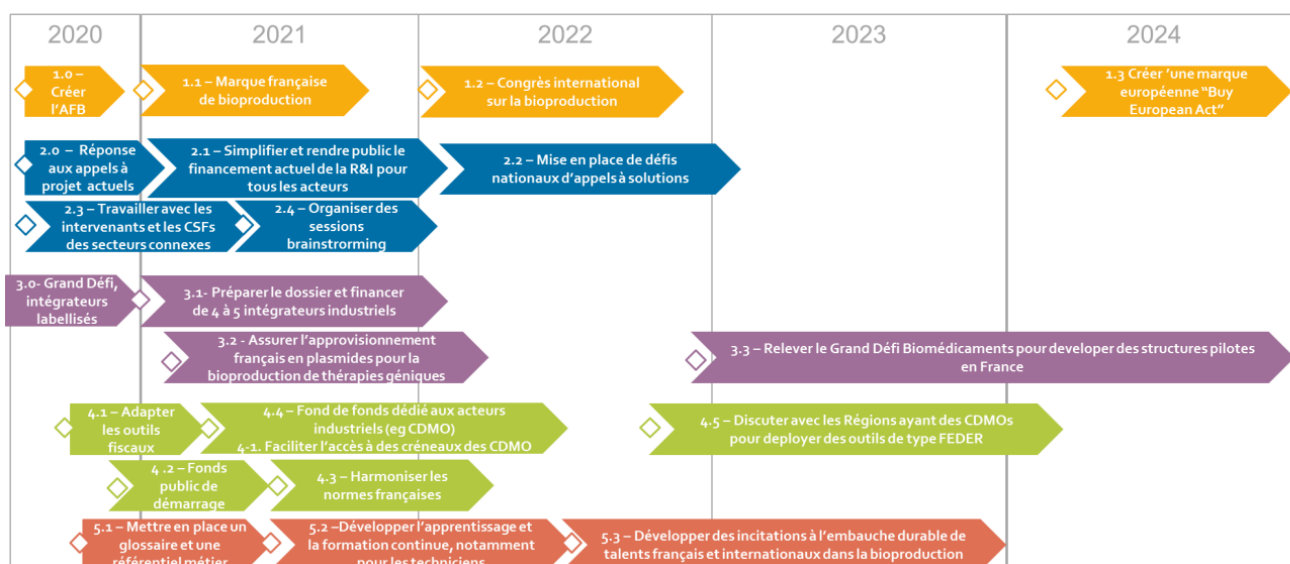 2020
2021
2022
2023
2024
1.0 –
Créer
l'AFB
1.1 – Marque française
de bioproduction
1.2 – Congrès international
sur la bioproduction
1.3 Créer ‘une marque
européenne “Buy
European Act”
2.0 – Réponse
aux appels à
projet actuels
2.1 – Simplifier et rendre public le
financement actuel de la R&I pour
tous les acteurs
2.2 – Mise en place de défis
nationaux d'appels à solutions
2.3 – Travailler avec les
intervenants et les CSFs
des secteurs connexes
2.4 – Organiser des
sessions
brainstrorming
3.0- Grand Défi,
intégrateurs
labellisés
3.1- Préparer le dossier et financer
de 4 à 5 intégrateurs industriels
3.2 - Assurer l'approvisionnement
français en plasmides pour la
bioproduction de thérapies géniques
3.3 – Relever le Grand Défi Biomédicaments pour developer des structures pilotes
en France
4.1 – Adapter
les outils
fiscaux
4.4 – Fond de fonds dédié aux acteurs
industriels (eg CDMO)
4-1. Faciliter l'accès à des créneaux des CDMO
4.5 – Discuter avec les Régions ayant des CDMOs
pour deployer des outils de type FEDER
4 .2 – Fonds
public de
démarrage
4.3 – Harmoniser les
normes françaises
5.1 – Mettre en place un
glossaire et une
référentiel métier
5.2 –Développer l'apprentissage et
la formation continue, notamment
pour les techniciens
5.3 – Développer des incitations à l'embauche durable de
talents français et internationaux dans la bioproduction